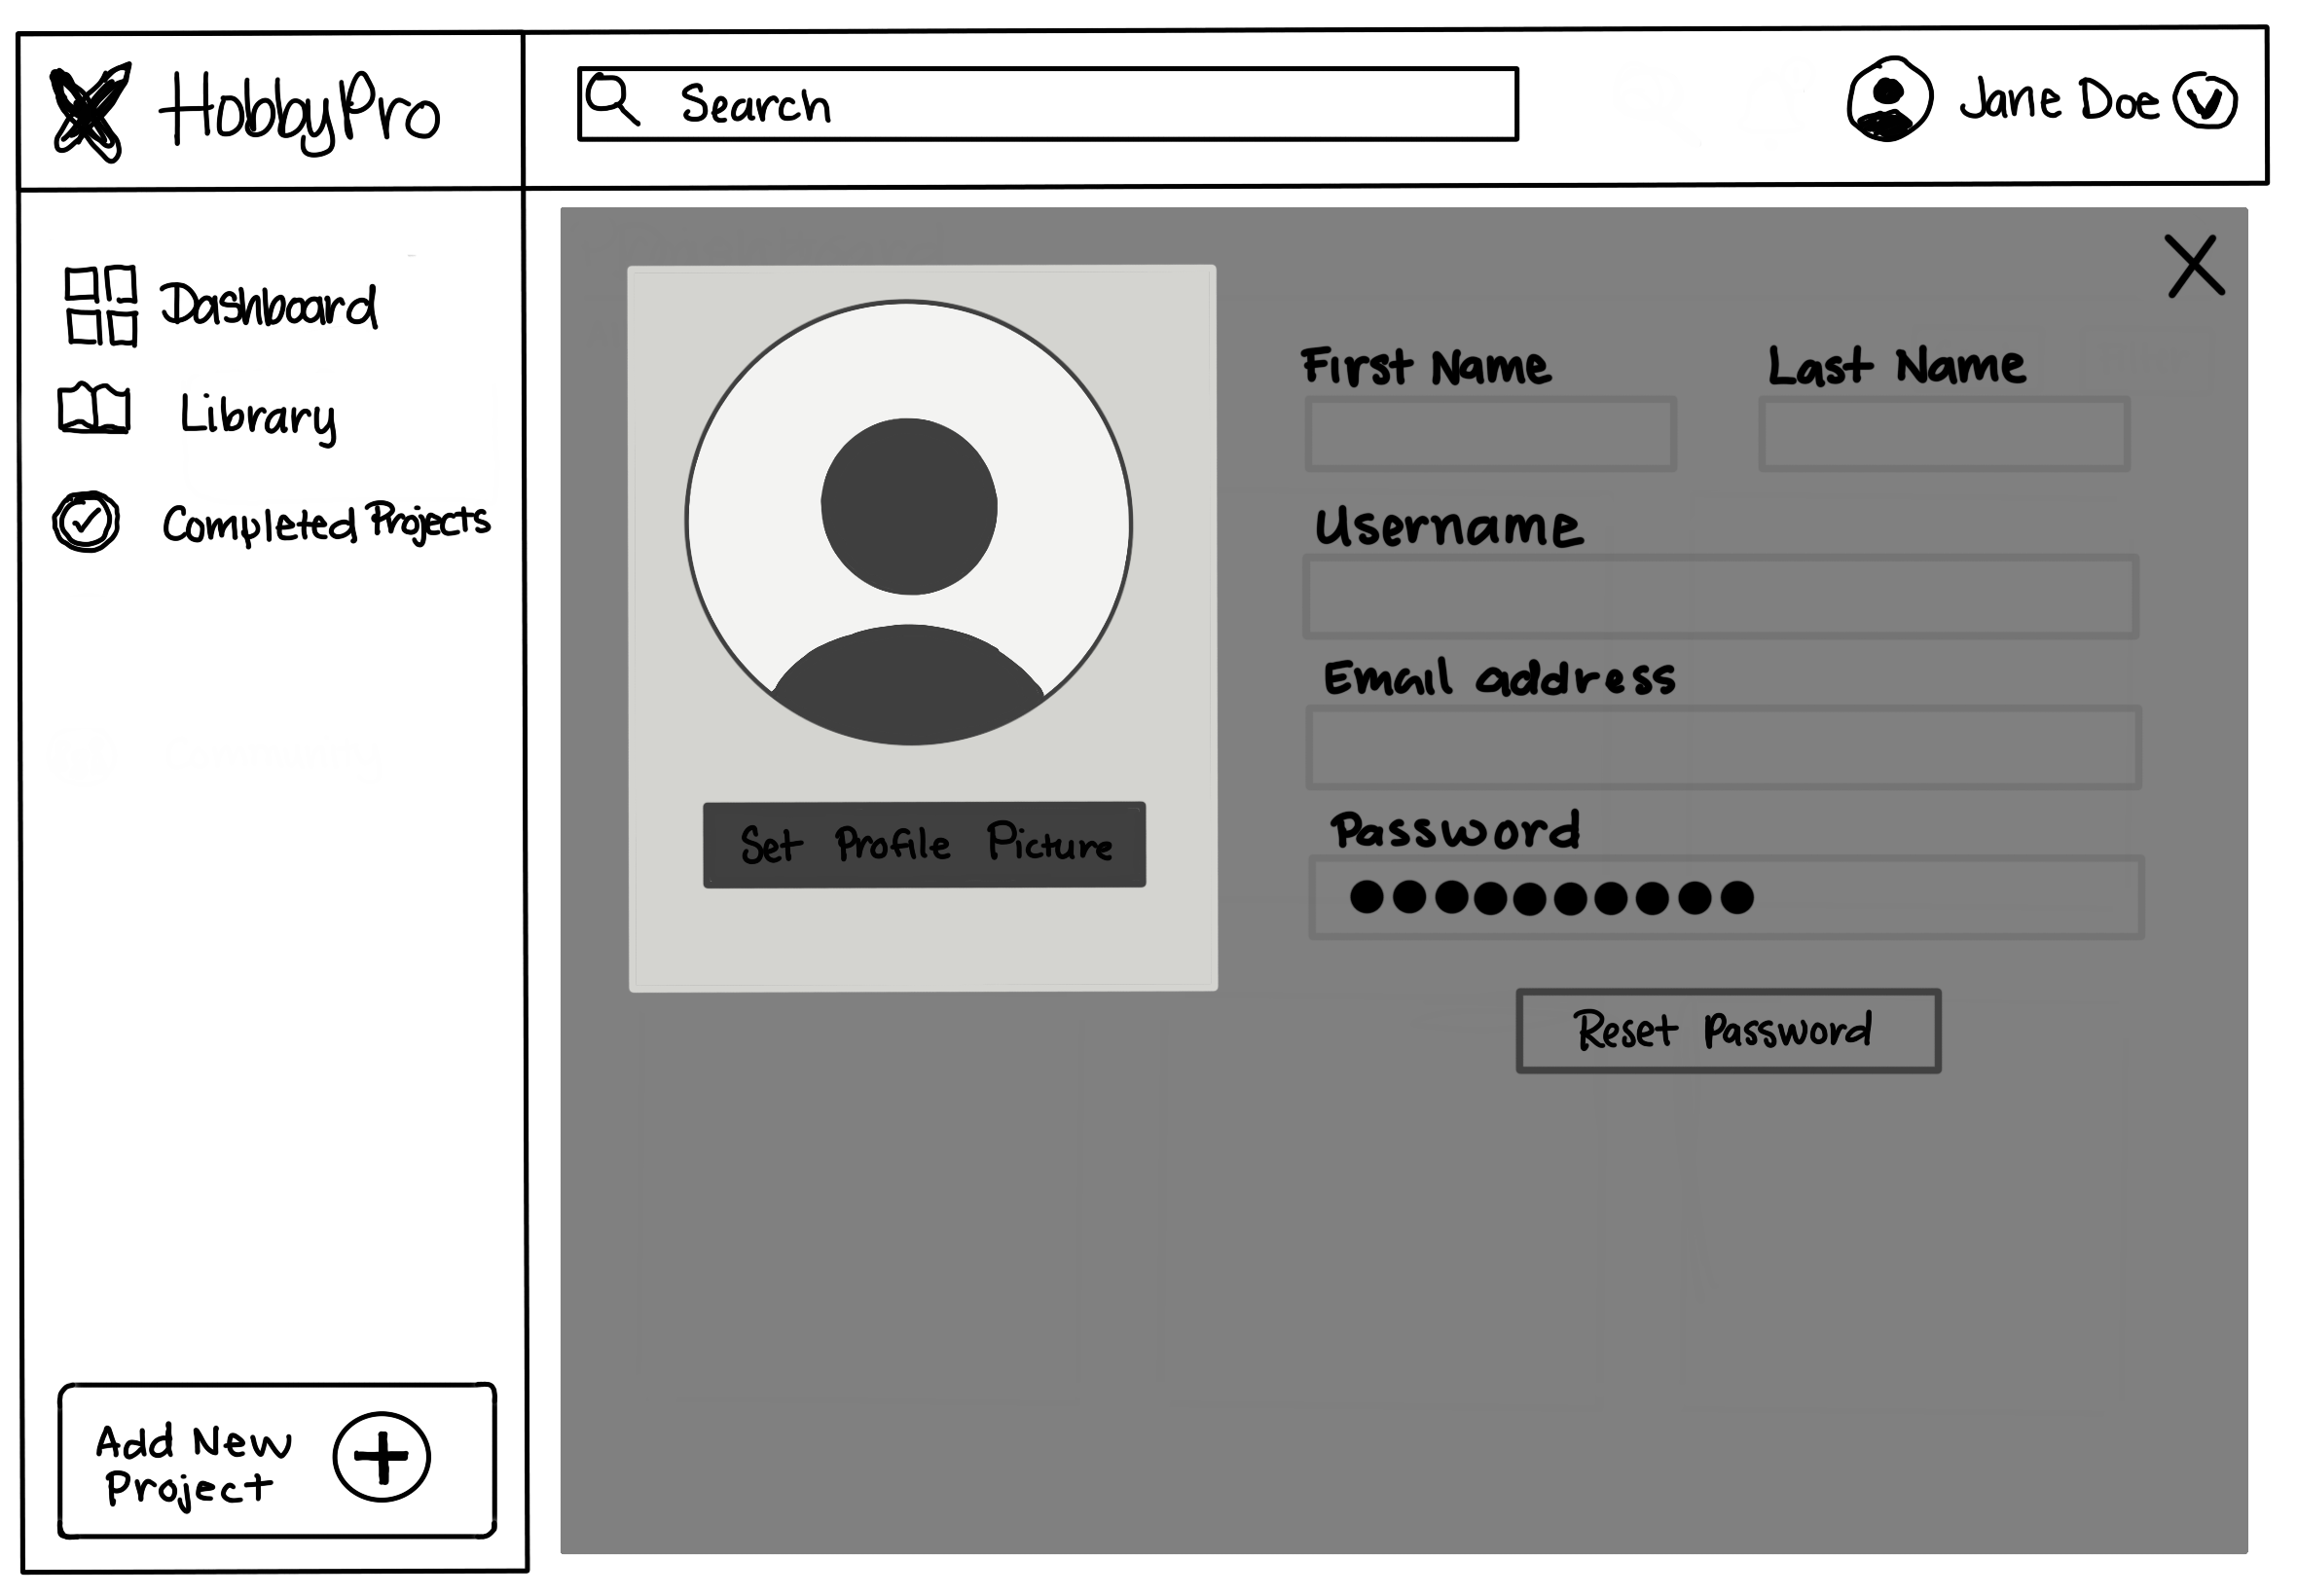 HobbyPro
Search
Jane Doe
Dashboard
Library
Completed Projects
Add New
Project
Set Profile Picture
First Name
Last Name
Username
Email address
Password
Reset Password